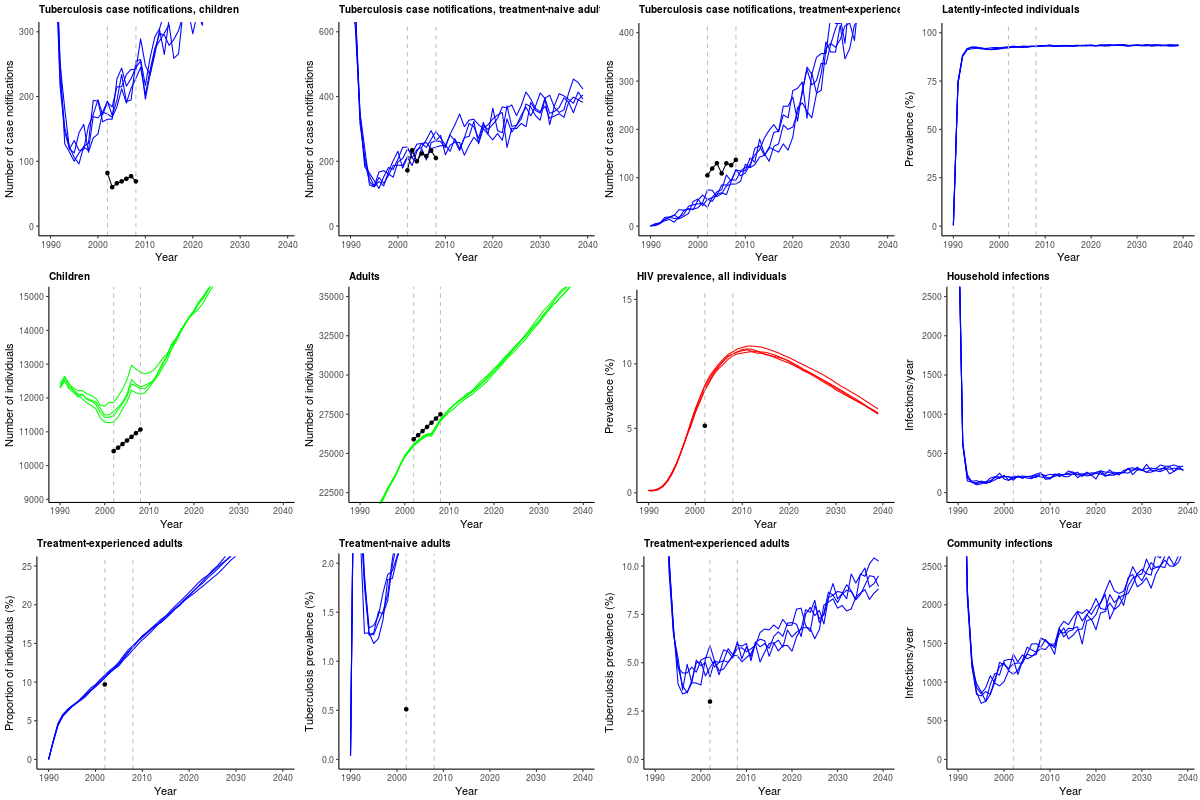 Tuberculosis case notifications, children
Number of case notifications
300
200
100
0
1990 2000 2010 2020 2030 2040
Year
Tuberculosis case notifications, treatment-naive adul
Number of case notifications
600
400
200
0
1990 2000 2010 2020 2030 2040
Year
Tuberculosis case notifications, treatment-experience
Number of case notifications
400
300
200
100
0
1990 2000 2010 2020 2030 2040
Year
Latently-infected individuals
Prevalence (%)
100
75
50
25
0
1990 2000 2010 2020 2030 2040
Year
Children
Number of individuals
15000
14000
13000
12000
11000
10000
9000
1990 2000 2010 2020 2030 2040
Year
Adults
Number of individuals
35000
32500
30000
27500
25000
22500
1990 2000 2010 2020 2030 2040
Year
HIV prevalence, all individuals
Prevalence (%)
15
10
5
0
1990 2000 2010 2020 2030 2040
Year
Household infections
Infections/year
2500
2000
1500
1000
500
0
1990 2000 2010 2020 2030 2040
Year
Treatment-experienced adults
Proportion of individuals (%)
25
20
15
10
5
0
1990 2000 2010 2020 2030 2040
Year
Treatment-naive adults
Tuberculosis prevalence (%)
2.0
1.5
1.0
0.5
0.0
1990 2000 2010 2020 2030 2040
Year
Treatment-experienced adults
Tuberculosis prevalence (%)
10.0
7.5
5.0
2.5
0.0
1990 2000 2010 2020 2030 2040
Year
Community infections
Infections/year
2500
2000
1500
1000
500
0
1990 2000 2010 2020 2030 2040
Year